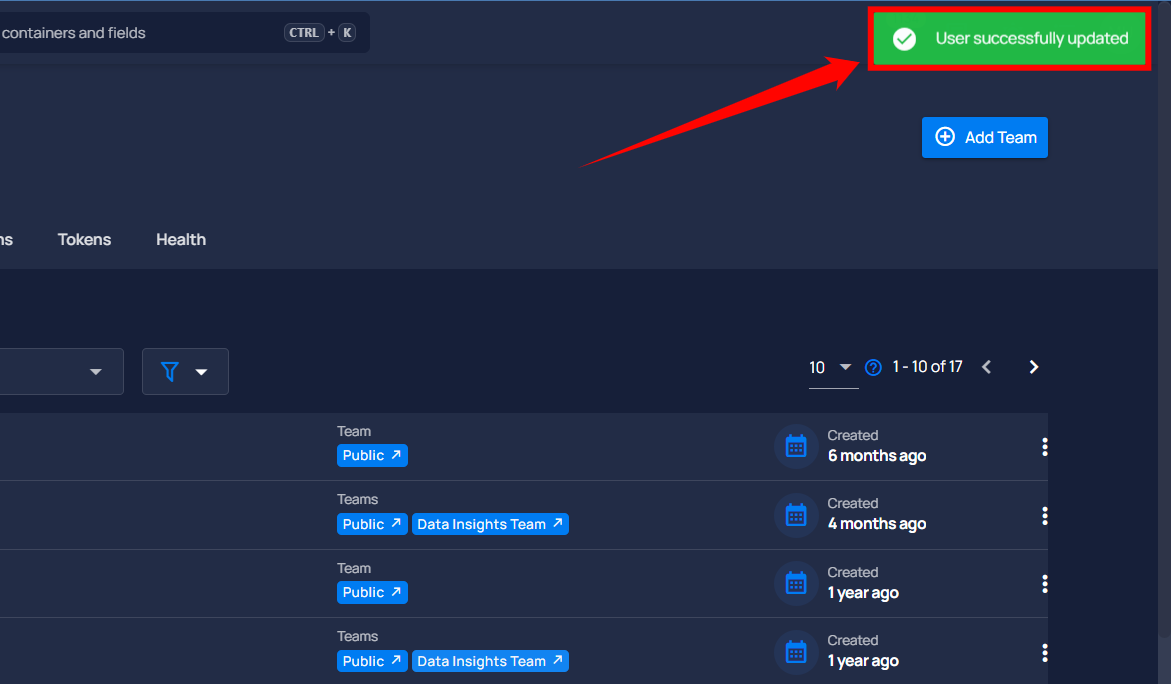 containers and fields CTRL + K
User successfully updated
Add Team
ns Tokens Health
10 ? 1 - 10 of 17
Team
Public
Created
6 months ago
Teams
Public Data Insights Team
Created
4 months ago
Team
Public
Created
1 year ago
Teams
Public Data Insights Team
Created
1 year ago